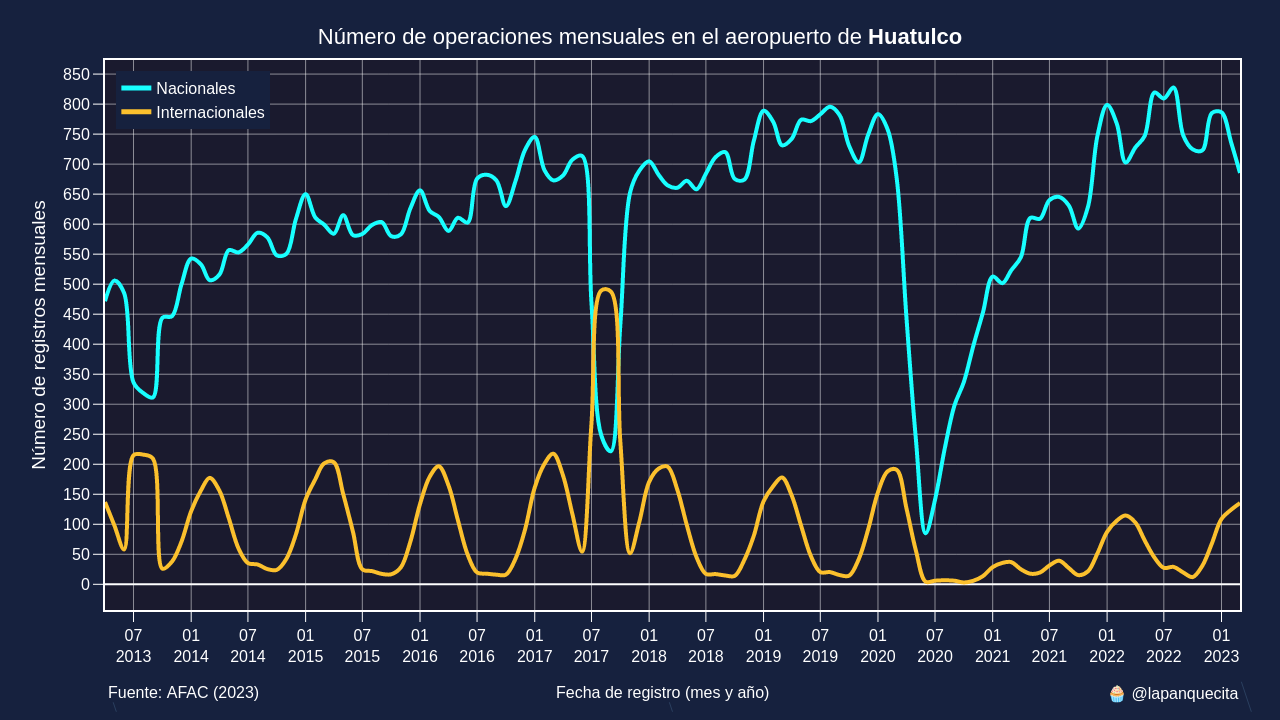 Número de operaciones mensuales en el aeropuerto de Huatulco
Nacionales
Internacionales
Número de registros mensuales
850
800
750
700
650
600
550
500
450
400
350
300
250
200
150
100
50
0
07 01 07 01 07 01 07 01 07 01 07 01 07 01 07 01 07 01 07 01
2013 2014 2014 2015 2015 2016 2016 2017 2017 2018 2018 2019 2019 2020 2020 2021 2021 2022 2022 2023
Fuente: AFAC (2023)
Fecha de registro (mes y año)
🧁 @lapanquecita